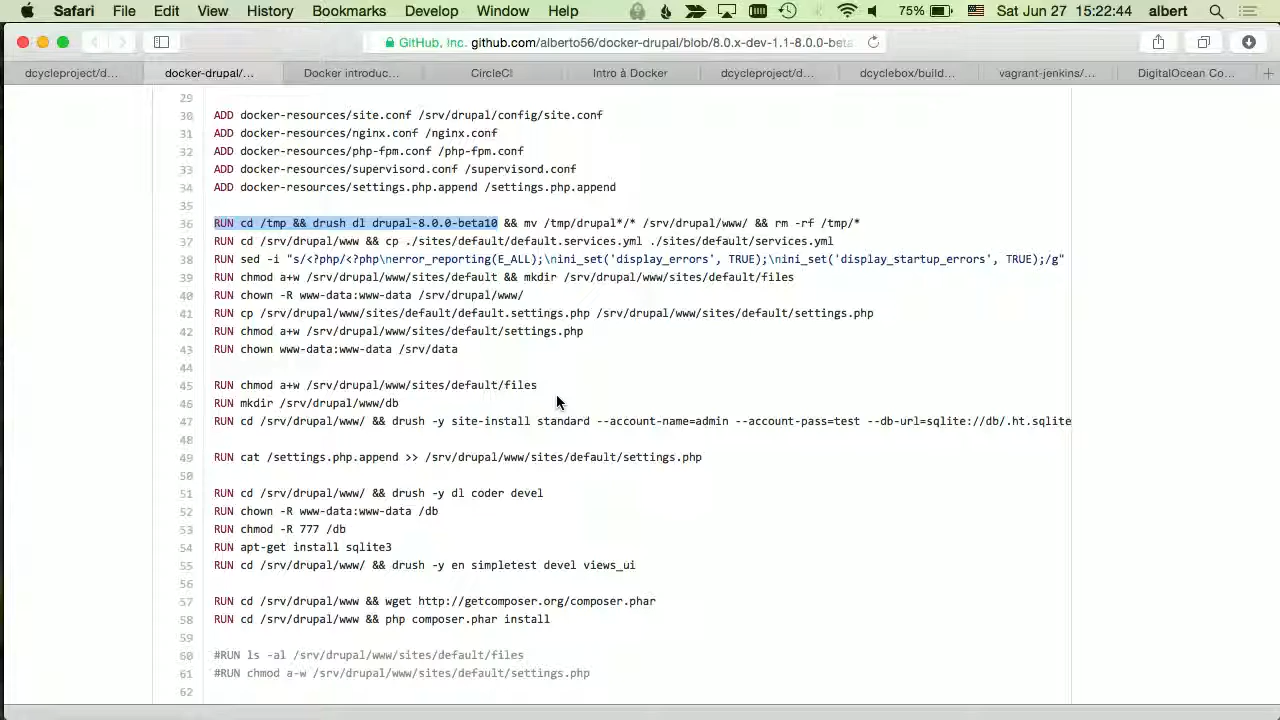 Safari File Edit View History Bookmarks Develop Window Help 75% Sat Jun 27 15:22:44 albert
GitHub, Inc. github.com/alberto56/docker-drupal/blob/8.0.x-dev-1.1-8.0.0-beta
dcycleproject/d... docker-drupal/... Docker introduc... CircleCI Intro à Docker dcycleproject/d... dcyclebox/build... vagrant-jenkins/... DigitalOcean Co...
29
30 ADD docker-resources/site.conf /srv/drupal/config/site.conf
31 ADD docker-resources/nginx.conf /nginx.conf
32 ADD docker-resources/php-fpm.conf /php-fpm.conf
33 ADD docker-resources/supervisord.conf /supervisord.conf
34 ADD docker-resources/settings.php.append /settings.php.append
35
36 RUN cd /tmp && drush dl drupal-8.0.0-beta10 && mv /tmp/drupal*/* /srv/drupal/www/ && rm -rf /tmp/*
37 RUN cd /srv/drupal/www && cp ./sites/default/default.services.yml ./sites/default/services.yml
38 RUN sed -i "s/<?php/<?php\nerror_reporting(E_ALL);\nini_set('display_errors', TRUE);\nini_set('display_startup_errors', TRUE);/g"
39 RUN chmod a+w /srv/drupal/www/sites/default && mkdir /srv/drupal/www/sites/default/files
40 RUN chown -R www-data:www-data /srv/drupal/www/
41 RUN cp /srv/drupal/www/sites/default/default.settings.php /srv/drupal/www/sites/default/settings.php
42 RUN chmod a+w /srv/drupal/www/sites/default/settings.php
43 RUN chown www-data:www-data /srv/data
44
45 RUN chmod a+w /srv/drupal/www/sites/default/files
46 RUN mkdir /srv/drupal/www/db
47 RUN cd /srv/drupal/www/ && drush -y site-install standard --account-name=admin --account-pass=test --db-url=sqlite://db/.ht.sqlite
48
49 RUN cat /settings.php.append >> /srv/drupal/www/sites/default/settings.php
50
51 RUN cd /srv/drupal/www/ && drush -y dl coder devel
52 RUN chown -R www-data:www-data /db
53 RUN chmod -R 777 /db
54 RUN apt-get install sqlite3
55 RUN cd /srv/drupal/www/ && drush -y en simpletest devel views_ui
56
57 RUN cd /srv/drupal/www && wget http://getcomposer.org/composer.phar
58 RUN cd /srv/drupal/www && php composer.phar install
59
60 #RUN ls -al /srv/drupal/www/sites/default/files
61 #RUN chmod a-w /srv/drupal/www/sites/default/settings.php
62